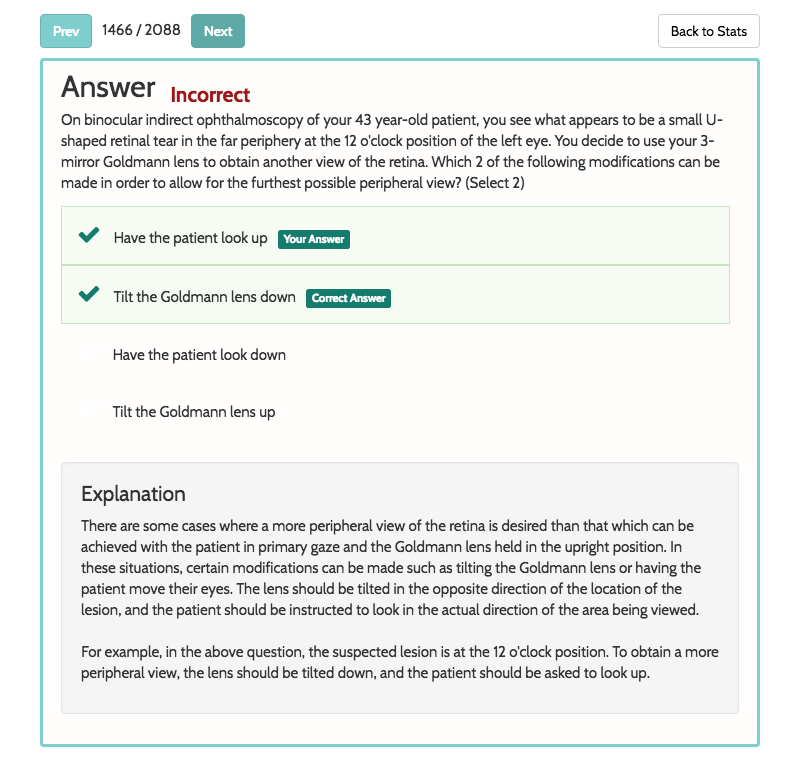 Prev 1466 / 2088 Next Back to Stats
Answer Incorrect
On binocular indirect ophthalmoscopy of your 43 year-old patient, you see what appears to be a small U-
shaped retinal tear in the far periphery at the 12 o'clock position of the left eye. You decide to use your 3-
mirror Goldmann lens to obtain another view of the retina. Which 2 of the following modifications can be
made in order to allow for the furthest possible peripheral view? (Select 2)
Have the patient look up Your Answer
Tilt the Goldmann lens down Correct Answer
Have the patient look down
Tilt the Goldmann lens up
Explanation
There are some cases where a more peripheral view of the retina is desired than that which can be
achieved with the patient in primary gaze and the Goldmann lens held in the upright position. In
these situations, certain modifications can be made such as tilting the Goldmann lens or having the
patient move their eyes. The lens should be tilted in the opposite direction of the location of the
lesion, and the patient should be instructed to look in the actual direction of the area being viewed.
For example, in the above question, the suspected lesion is at the 12 o'clock position. To obtain a more
peripheral view, the lens should be tilted down, and the patient should be asked to look up.